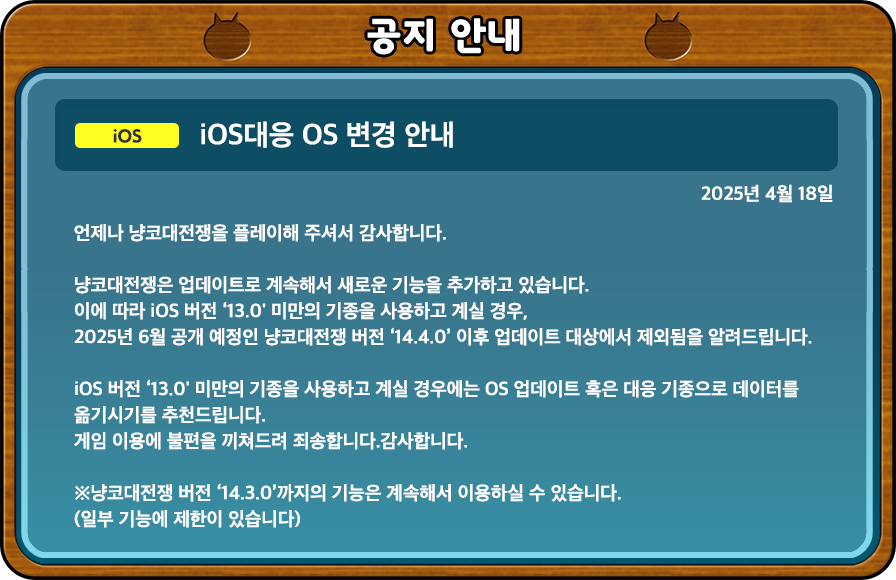 공지 안내
iOS
iOS대응 OS 변경 안내
2025년 4월 18일
언제나 냥코대전쟁을 플레이해 주셔서 감사합니다.
냥코대전쟁은 업데이트로 계속해서 새로운 기능을 추가하고 있습니다.
이에 따라 iOS 버전 ‘13.0' 미만의 기종을 사용하고 계실 경우,
2025년 6월 공개 예정인 냥코대전쟁 버전 ‘14.4.0’ 이후 업데이트 대상에서 제외됨을 알려드립니다.
iOS 버전 ‘13.0' 미만의 기종을 사용하고 계실 경우에는 OS 업데이트 혹은 대응 기종으로 데이터를
옮기시기를 추천드립니다.
게임 이용에 불편을 끼쳐드려 죄송합니다.감사합니다.
※냥코대전쟁 버전 ‘14.3.0’까지의 기능은 계속해서 이용하실 수 있습니다.
(일부 기능에 제한이 있습니다)